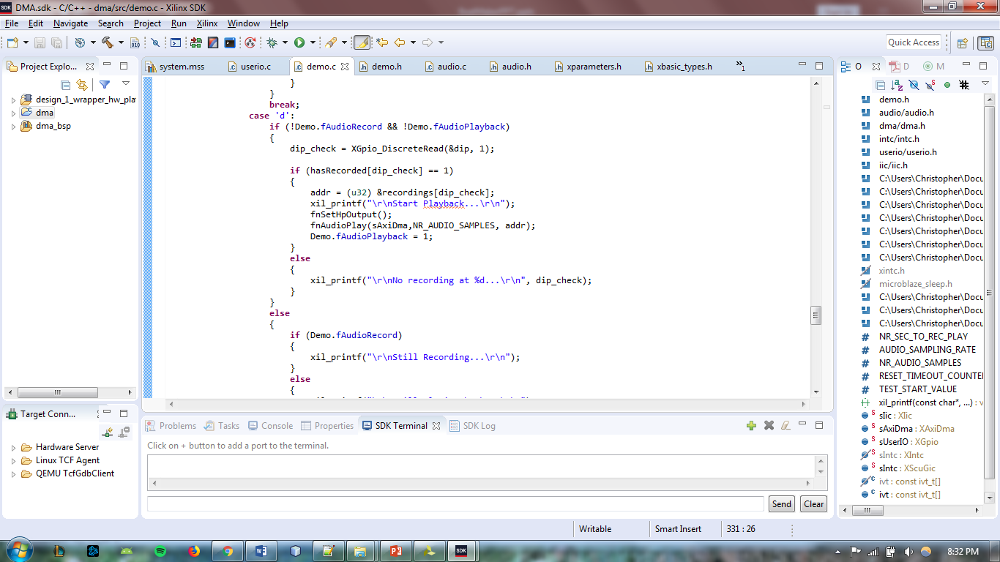 DMA.sdk - C/C++ - dma/src/demo.c - Xilinx SDK
File Edit Navigate Search Project Run Xilinx Window Help
Quick Access
Project Explo...
design_1_wrapper_hw_pla
dma
dma_bsp
system.mss userio.c demo.c demo.h audio.c audio.h xparameters.h xbasic_types.h »1
}
}
break;
case 'd':
if (!Demo.fAudioRecord && !Demo.fAudioPlayback)
{
dip_check = XGpio_DiscreteRead(&dip, 1);
if (hasRecorded[dip_check] == 1)
{
addr = (u32) &recordings[dip_check];
xil_printf("\r\nStart Playback...\r\n");
fnSetHpOutput();
fnAudioPlay(sAxiDma,NR_AUDIO_SAMPLES, addr);
Demo.fAudioPlayback = 1;
}
else
{
xil_printf("\r\nNo recording at %d...\r\n", dip_check);
}
}
else
{
if (Demo.fAudioRecord)
{
xil_printf("\r\nStill Recording...\r\n");
}
else
{
O D M
demo.h
audio/audio.h
dma/dma.h
intc/intc.h
userio/userio.h
iic/iic.h
C:\Users\Christopher\Docu
C:\Users\Christopher\Docu
C:\Users\Christopher\Docu
C:\Users\Christopher\Docu
C:\Users\Christopher\Docu
C:\Users\Christopher\Docu
C:\Users\Christopher\Docu
xintc.h
microblaze_sleep.h
C:\Users\Christopher\Docu
C:\Users\Christopher\Docu
C:\Users\Christopher\Docu
NR_SEC_TO_REC_PLAY
AUDIO_SAMPLING_RATE
NR_AUDIO_SAMPLES
RESET_TIMEOUT_COUNTE
TEST_START_VALUE
xil_printf(const char*, ...) : v
sIic : XIic
sAxiDma : XAxiDma
sUserIO : XGpio
sIntc : XIntc
sIntc : XScuGic
ivt : const ivt_t[]
ivt : const ivt_t[]
Target Conn...
Hardware Server
Linux TCF Agent
QEMU TcfGdbClient
Problems Tasks Console Properties SDK Terminal SDK Log
Click on + button to add a port to the terminal.
Send Clear
Writable Smart Insert 331 : 26
SDK
8:32 PM